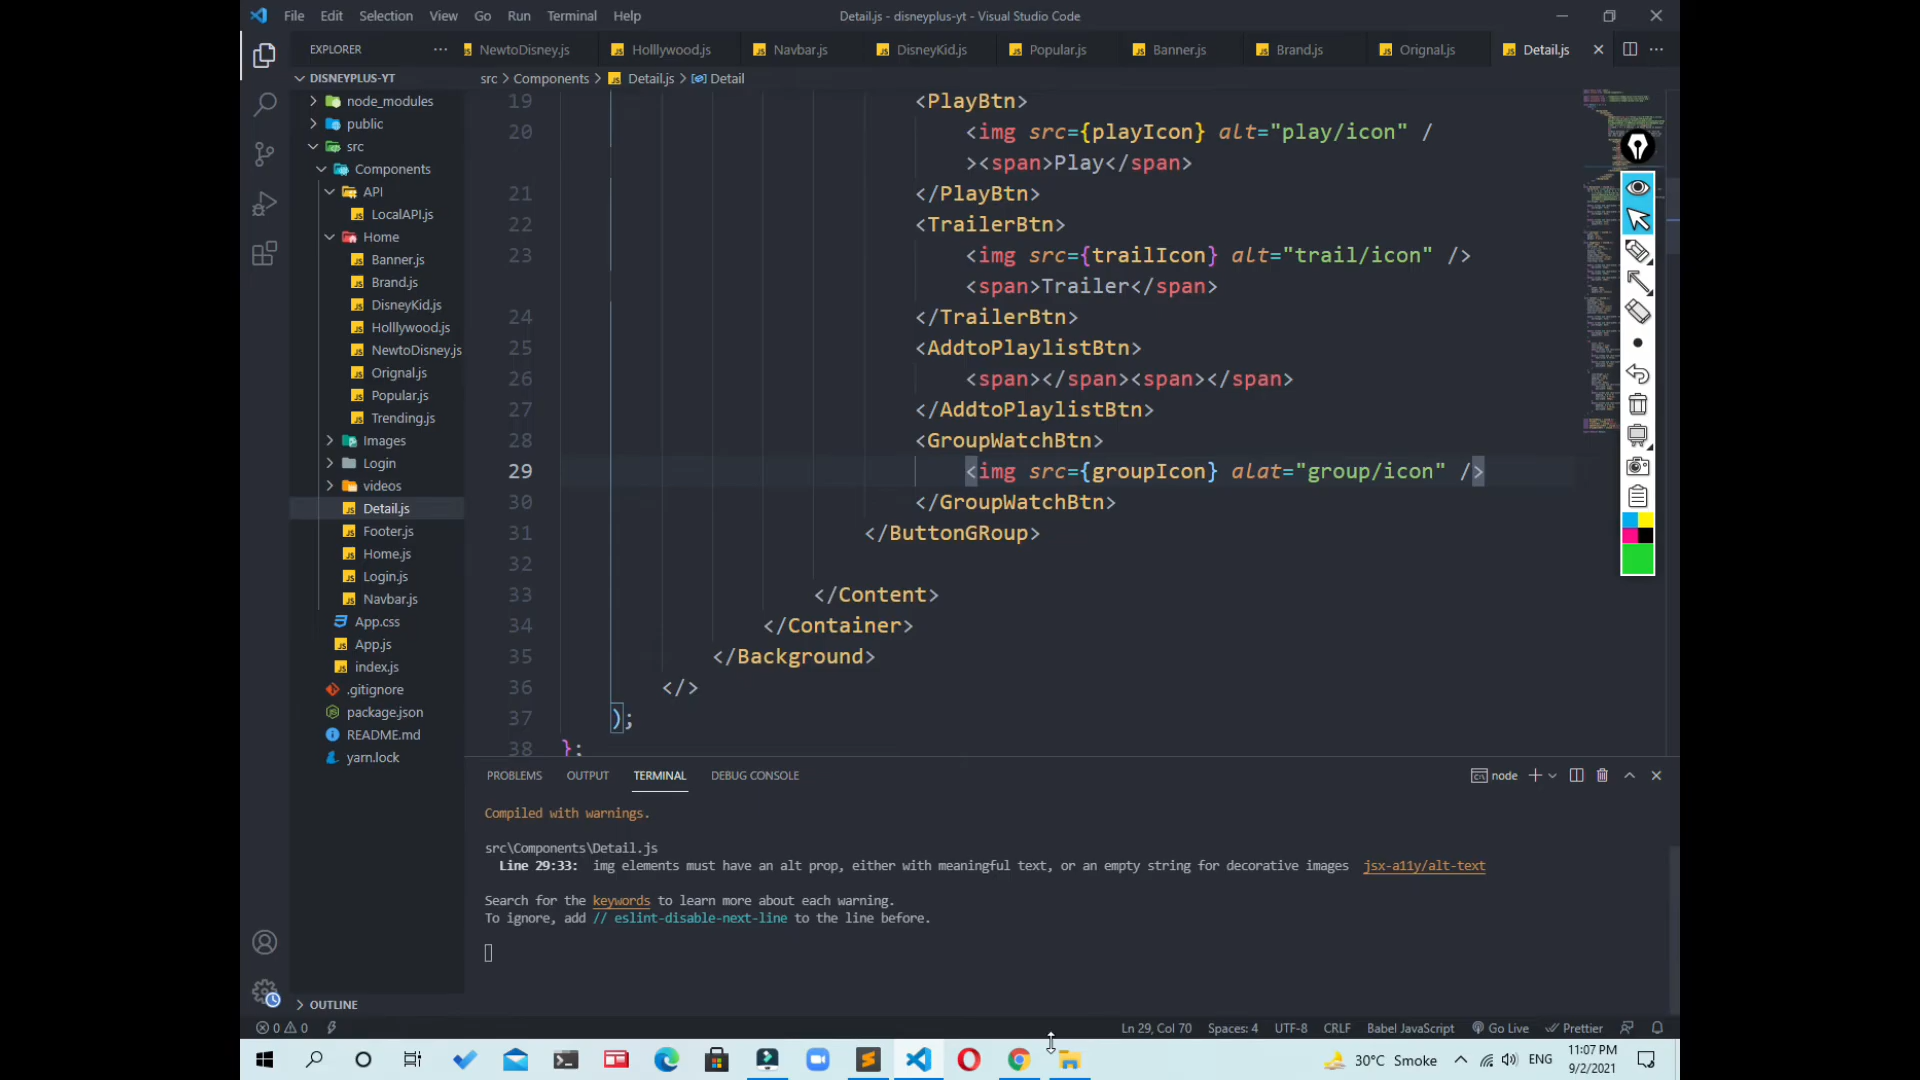 File Edit Selection View Go Run Terminal Help
Detail.js - disneyplus-yt - Visual Studio Code
EXPLORER
NewtoDisney.js
Holllywood.js
Navbar.js
DisneyKid.js
Popular.js
Banner.js
Brand.js
Orignal.js
Detail.js
DISNEYPLUS-YT
src > Components > Detail.js > Detail
node_modules
public
src
Components
API
LocalAPI.js
Home
Banner.js
Brand.js
DisneyKid.js
Holllywood.js
NewtoDisney.js
Orignal.js
Popular.js
Trending.js
Images
Login
videos
Detail.js
Footer.js
Home.js
Login.js
Navbar.js
App.css
App.js
index.js
.gitignore
package.json
README.md
yarn.lock
OUTLINE
19 <PlayBtn>
20 <img src={playIcon} alt="play/icon" /
><span>Play</span>
21 </PlayBtn>
22 <TrailerBtn>
23 <img src={trailIcon} alt="trail/icon" />
<span>Trailer</span>
24 </TrailerBtn>
25 <AddtoPlaylistBtn>
26 <span></span><span></span>
27 </AddtoPlaylistBtn>
28 <GroupWatchBtn>
29 <img src={groupIcon} alat="group/icon" />
30 </GroupWatchBtn>
31 </ButtonGRoup>
32
33 </Content>
34 </Container>
35 </Background>
36 </>
37 );
38 };
PROBLEMS OUTPUT TERMINAL DEBUG CONSOLE
node
Compiled with warnings.
src\Components\Detail.js
Line 29:33: img elements must have an alt prop, either with meaningful text, or an empty string for decorative images jsx-a11y/alt-text
Search for the keywords to learn more about each warning.
To ignore, add // eslint-disable-next-line to the line before.
0 0
Ln 29, Col 70 Spaces: 4 UTF-8 CRLF Babel JavaScript Go Live Prettier
30°C Smoke
ENG
11:07 PM
9/2/2021